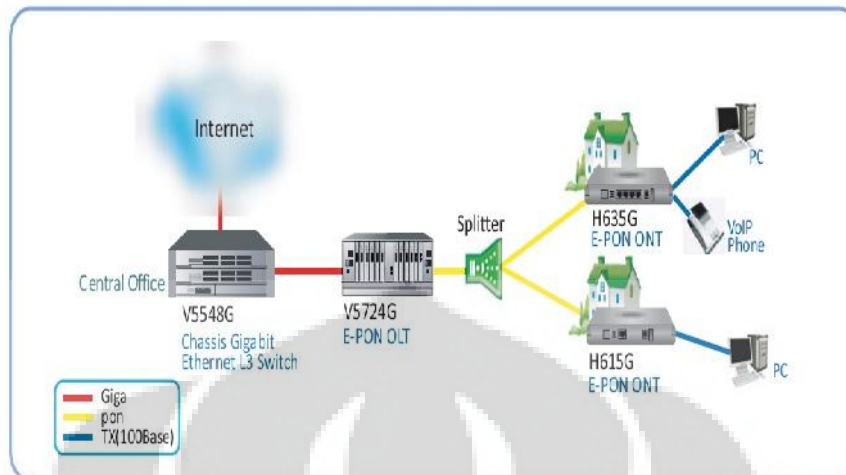 Internet
Central Office
V5548G
Chassis Gigabit
Ethernet L3 Switch
V5724G
E-PON OLT
Splitter
H635G
E-PON ONT
PC
VoIP
Phone
H615G
E-PON ONT
PC
Giga
pon
TX(100Base)